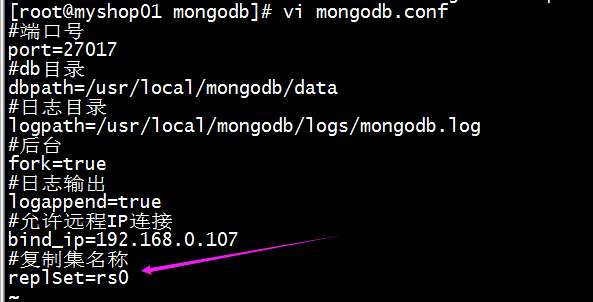 [root@myshop01 mongodb]# vi mongodb.conf
#端口号
port=27017
#db目录
dbpath=/usr/local/mongodb/data
#日志目录
logpath=/usr/local/mongodb/logs/mongodb.log
#后台
fork=true
#日志输出
logappend=true
#允许远程IP连接
bind_ip=192.168.0.107
#复制集名称
replSet=rs0
~